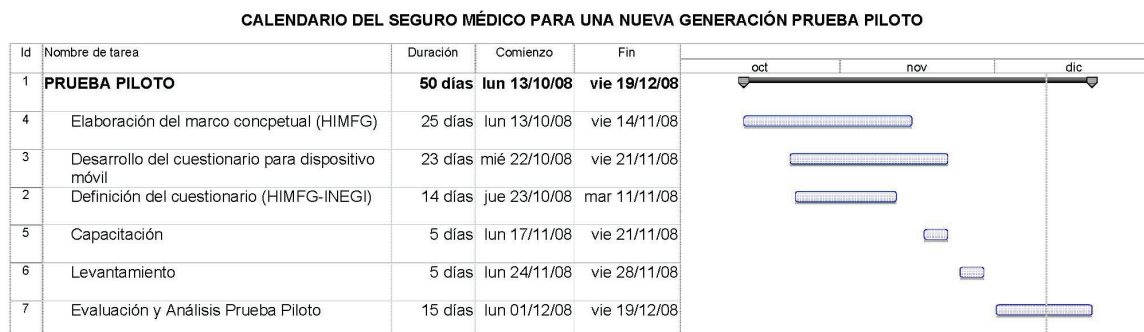 CALENDARIO DEL SEGURO MÉDICO PARA UNA NUEVA GENERACIÓN PRUEBA PILOTO
Id Nombre de tarea Duración Comienzo Fin
oct nov dic
1 PRUEBA PILOTO 50 días lun 13/10/08 vie 19/12/08
4 Elaboración del marco concpetual (HIMFG) 25 días lun 13/10/08 vie 14/11/08
3 Desarrollo del cuestionario para dispositivo 23 días mié 22/10/08 vie 21/11/08
móvil
2 Definición del cuestionario (HIMFG-INEGI) 14 días jue 23/10/08 mar 11/11/08
5 Capacitación 5 días lun 17/11/08 vie 21/11/08
6 Levantamiento 5 días lun 24/11/08 vie 28/11/08
7 Evaluación y Análisis Prueba Piloto 15 días lun 01/12/08 vie 19/12/08